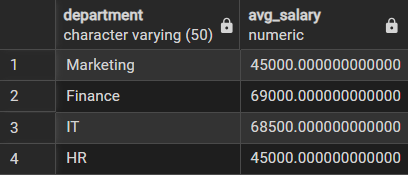 department avg_salary
character varying (50) numeric
1 Marketing 45000.000000000000
2 Finance 69000.000000000000
3 IT 68500.000000000000
4 HR 45000.000000000000